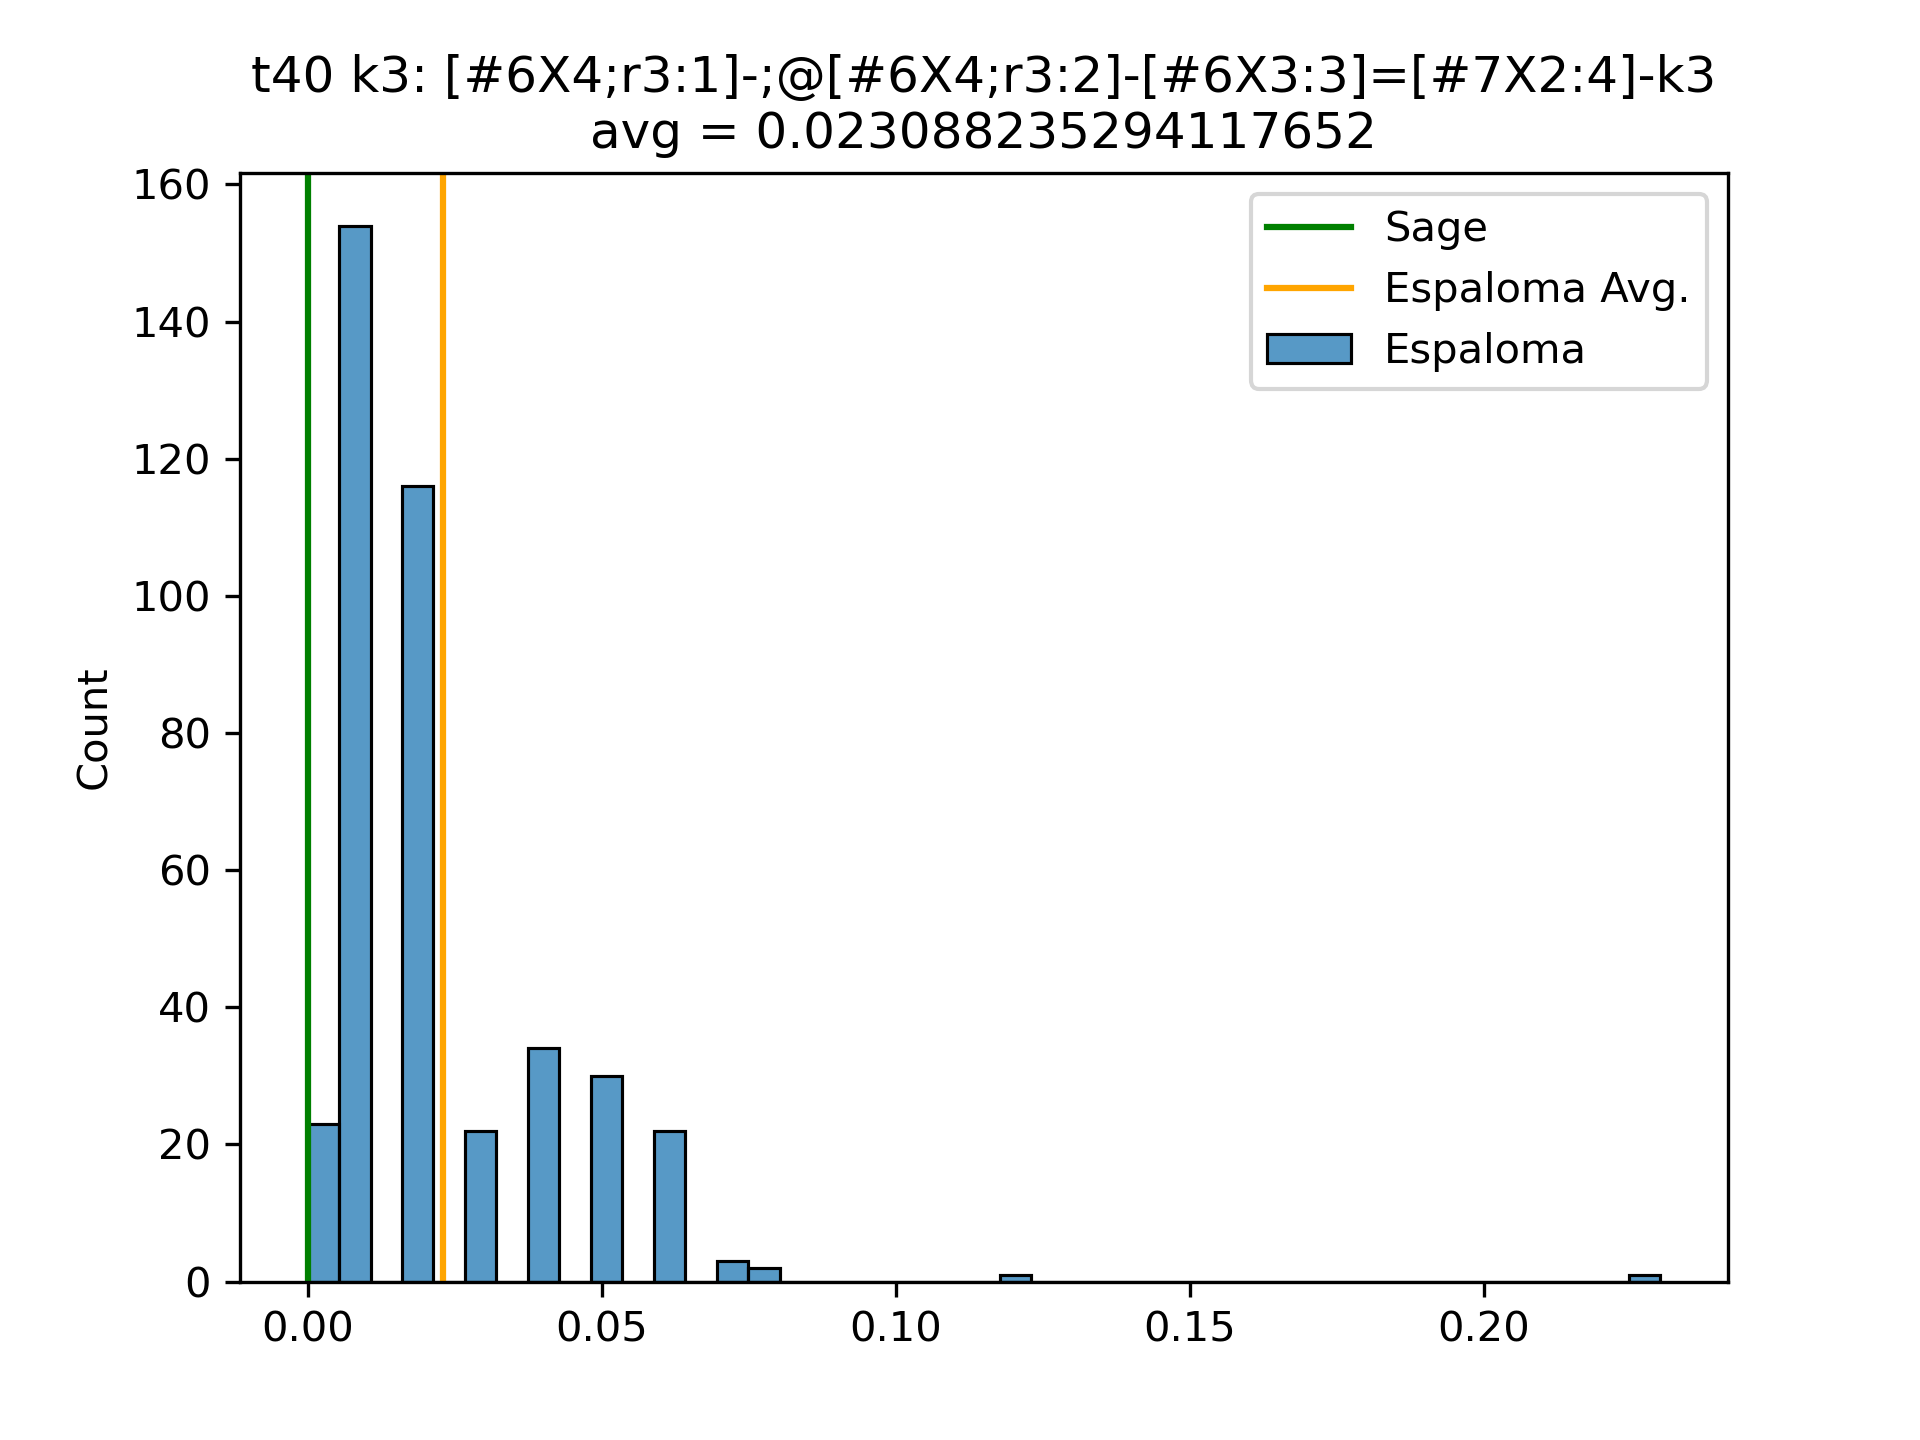 t40 k3: [#6X4;r3:1]-;@[#6X4;r3:2]-[#6X3:3]=[#7X2:4]-k3
avg = 0.023088235294117652
160
140
120
100
80
60
40
20
0
Count
Sage
Espaloma Avg.
Espaloma
0.00 0.05 0.10 0.15 0.20